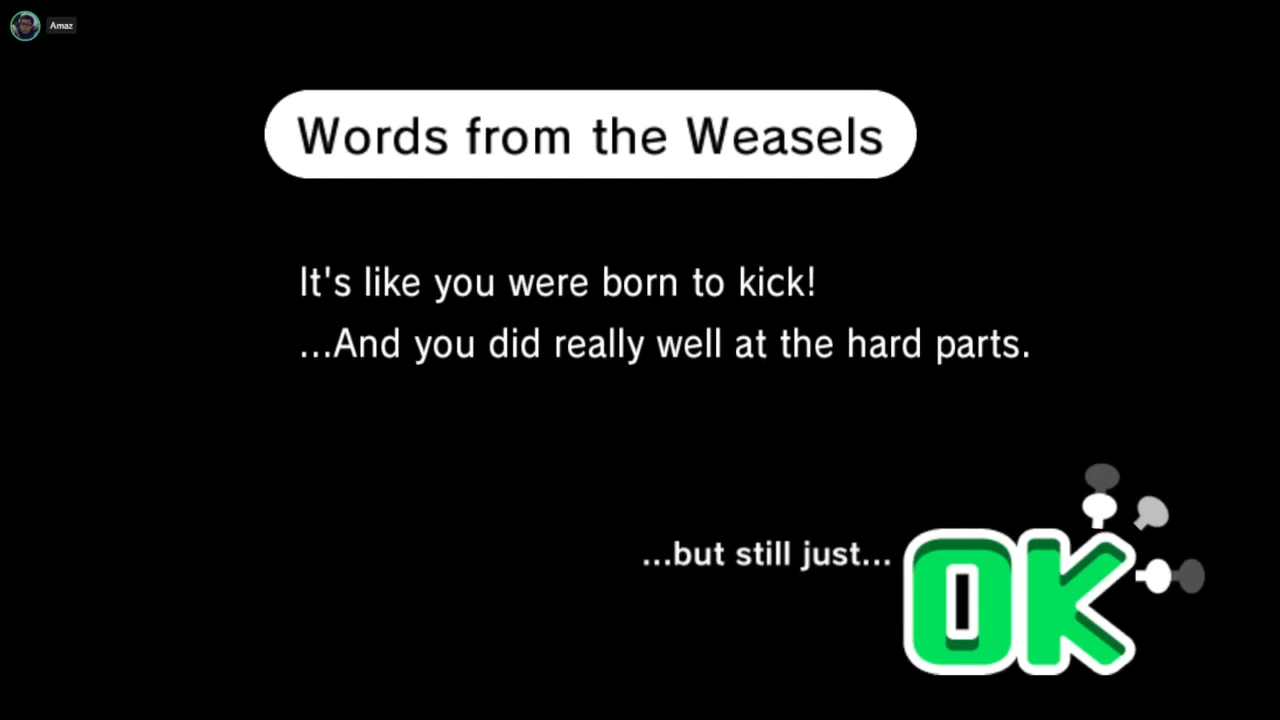 Amaz
Words from the Weasels
It's like you were born to kick!
...And you did really well at the hard parts.
...but still just...
OK